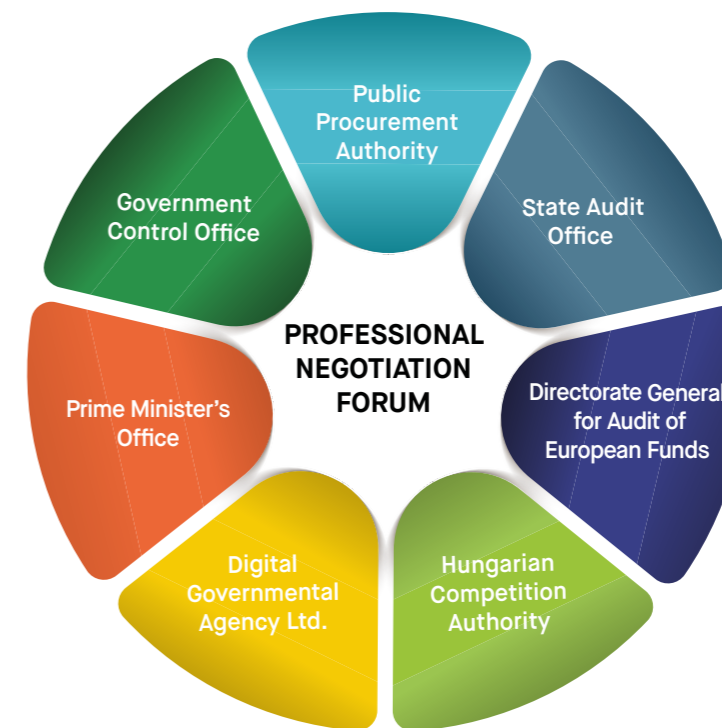 Public
Procurement
Authority
State Audit
Office
Directorate General
for Audit of
European Funds
Hungarian
Competition
Authority
Digital
Governmental
Agency Ltd.
Prime Minister's
Office
Government
Control Office
PROFESSIONAL
NEGOTIATION
FORUM